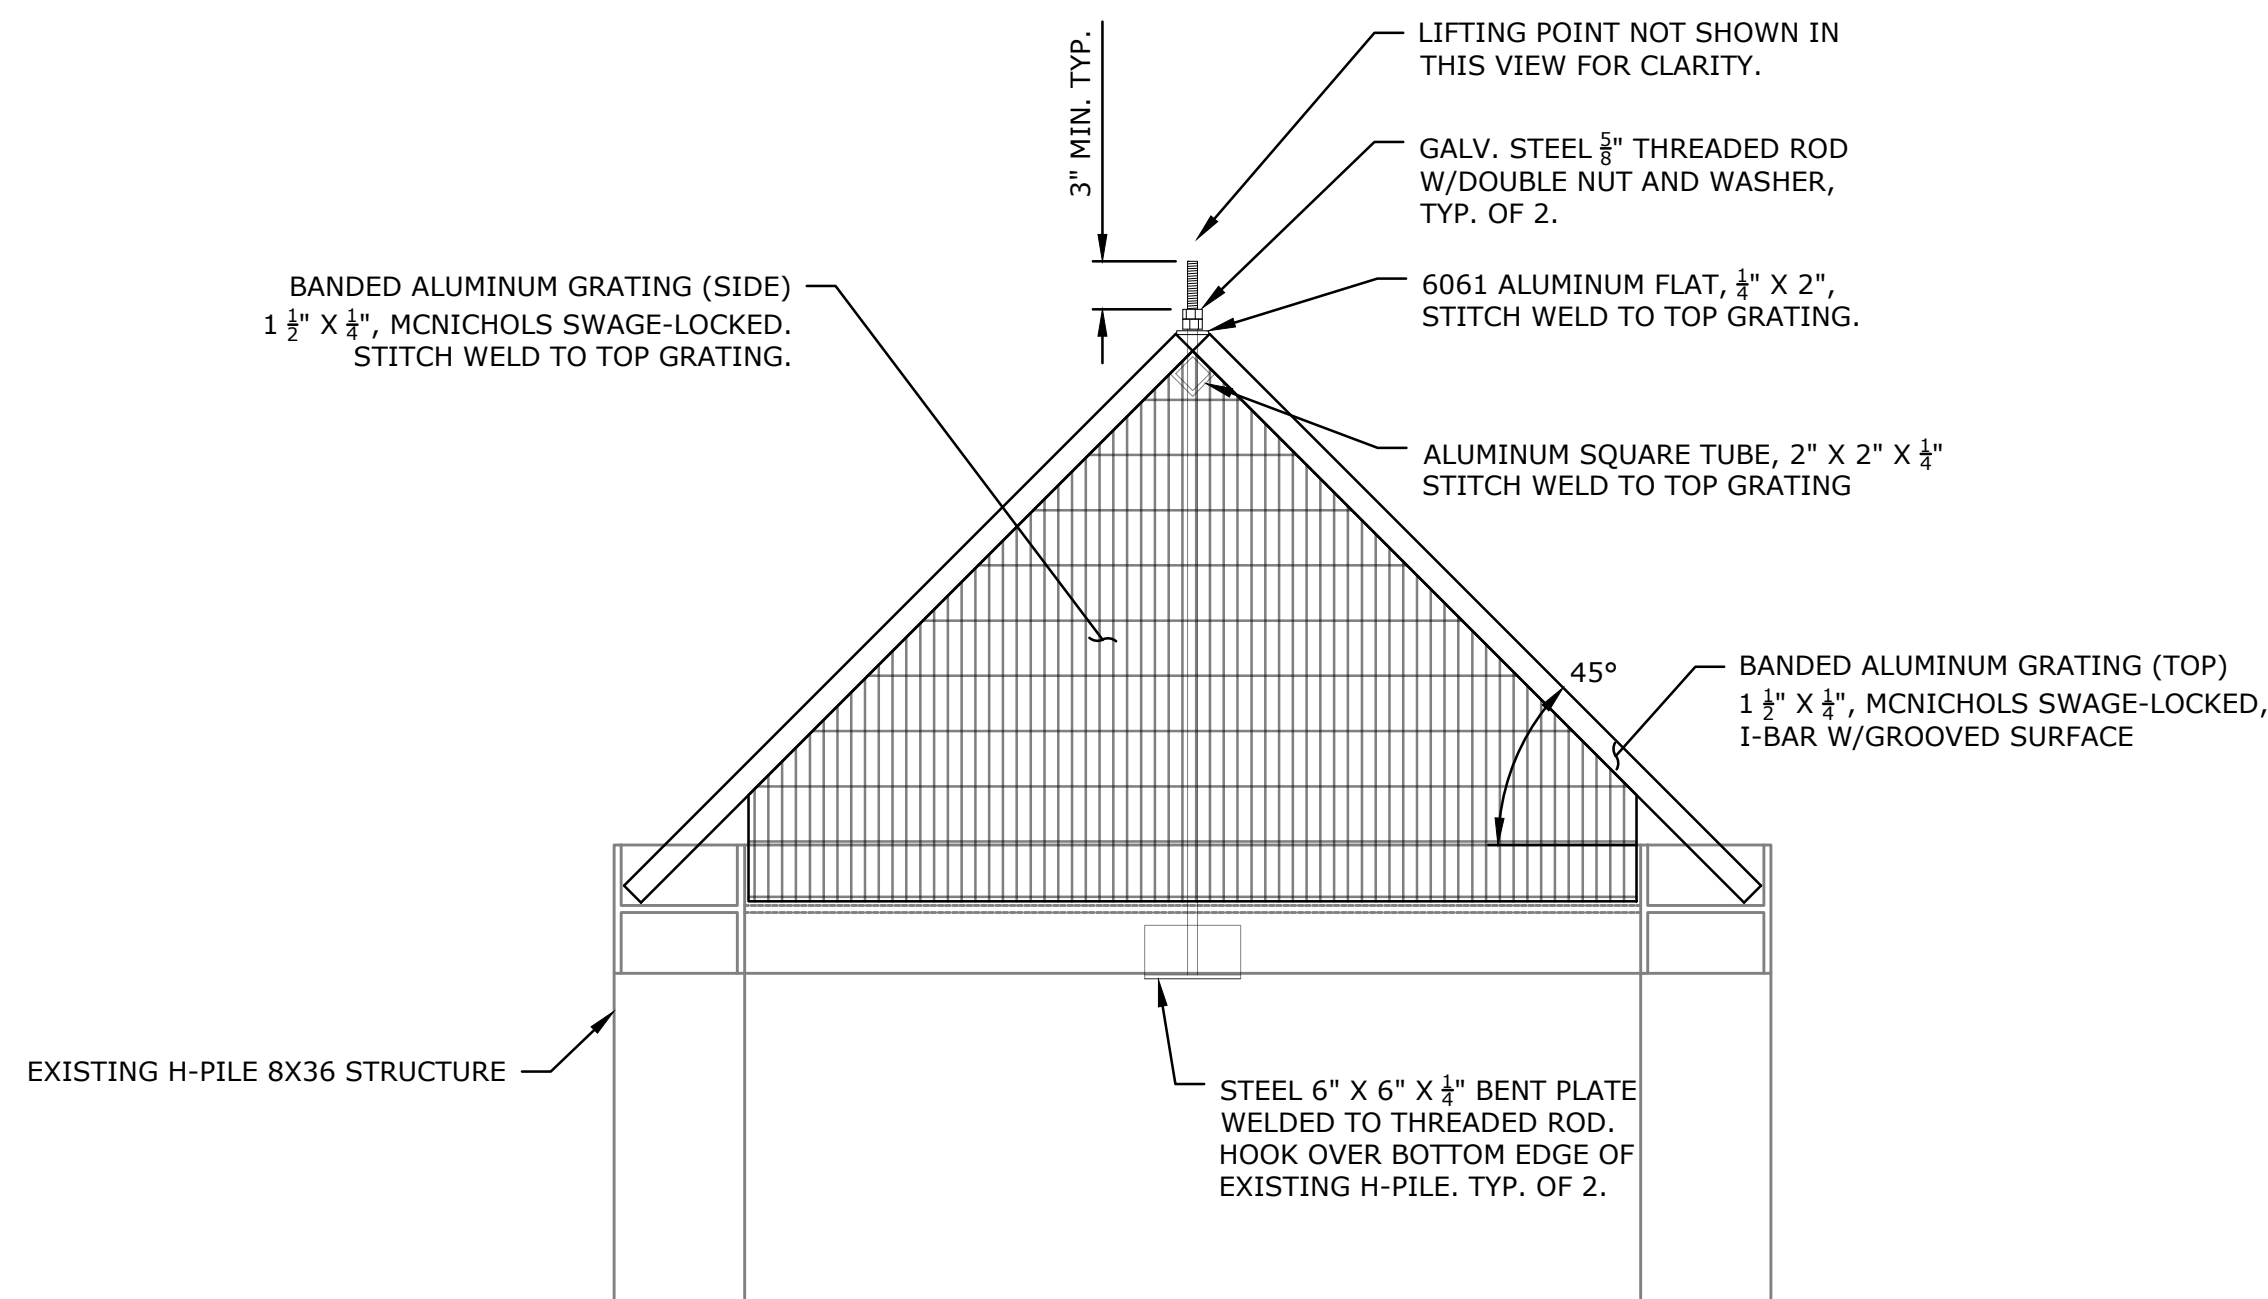 3" MIN. TYP.
LIFTING POINT NOT SHOWN IN
THIS VIEW FOR CLARITY.
GALV. STEEL 5/8" THREADED ROD
W/DOUBLE NUT AND WASHER,
TYP. OF 2.
BANDED ALUMINUM GRATING (SIDE)
1 1/2" X 1/4", MCNICHOLS SWAGE-LOCKED.
STITCH WELD TO TOP GRATING.
6061 ALUMINUM FLAT, 1/4" X 2",
STITCH WELD TO TOP GRATING.
ALUMINUM SQUARE TUBE, 2" X 2" X 1/4"
STITCH WELD TO TOP GRATING
45°
BANDED ALUMINUM GRATING (TOP)
1 1/2" X 1/4", MCNICHOLS SWAGE-LOCKED,
I-BAR W/GROOVED SURFACE
EXISTING H-PILE 8X36 STRUCTURE
STEEL 6" X 6" X 1/4" BENT PLATE
WELDED TO THREADED ROD.
HOOK OVER BOTTOM EDGE OF
EXISTING H-PILE. TYP. OF 2.